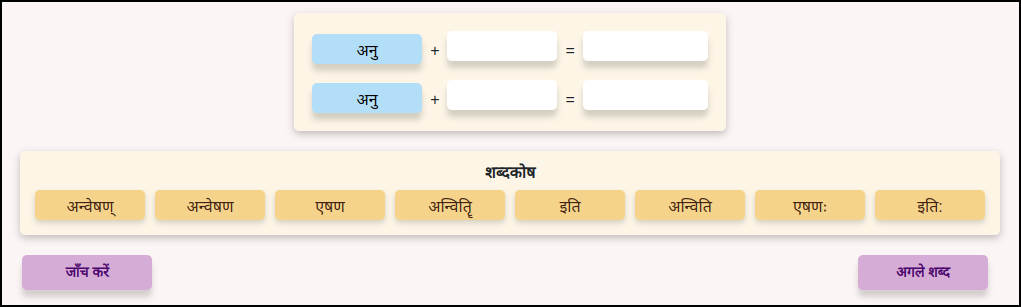 अनु + =
अनु + =
शब्दकोष
अन्वेषण् अन्वेषण एषण अन्वितिॄ इति अन्विति एषणः इतिः
जाँच करें अगले शब्द